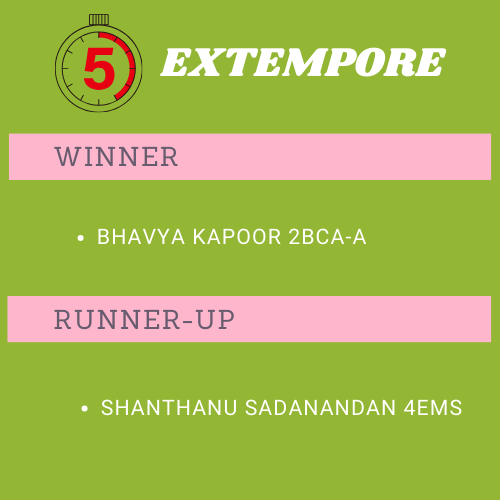 5
EXTEMPORE
WINNER
• BHAVYA KAPOOR 2BCA-A
RUNNER-UP
• SHANTHANU SADANANDAN 4EMS